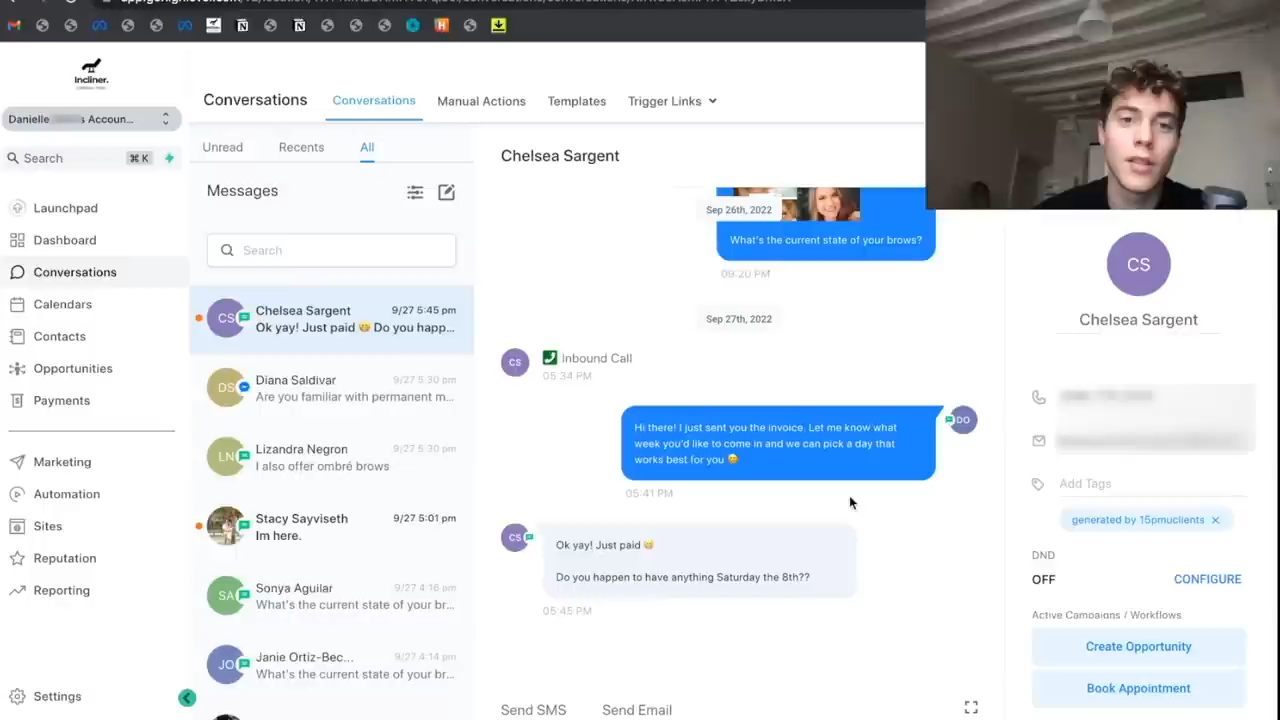 Incliner.
Danielle
s Accoun...
Search
⌘ K
Launchpad
Dashboard
Conversations
Calendars
Contacts
Opportunities
Payments
Marketing
Automation
Sites
Reputation
Reporting
Settings
Conversations
Conversations
Manual Actions
Templates
Trigger Links
Unread
Recents
All
Messages
Search
CS
Chelsea Sargent
9/27 5:45 pm
Ok yay! Just paid 😁 Do you happ...
DS
Diana Saldivar
9/27 5:30 pm
Are you familiar with permanent m...
LN
Lizandra Negron
9/27 5:30 pm
I also offer ombré brows
Stacy Sayviseth
9/27 5:01 pm
Im here.
SA
Sonya Aguilar
9/27 4:16 pm
What's the current state of your br...
JO
Janie Ortiz-Bec...
9/27 4:14 pm
What's the current state of your br...
Chelsea Sargent
Sep 26th, 2022
What's the current state of your brows?
09:20 PM
Sep 27th, 2022
CS
Inbound Call
05:34 PM
DO
Hi there! I just sent you the invoice. Let me know what
week you'd like to come in and we can pick a day that
works best for you 😊
05:41 PM
CS
Ok yay! Just paid 😁
Do you happen to have anything Saturday the 8th??
05:45 PM
Send SMS
Send Email
CS
Chelsea Sargent
Add Tags
generated by 15pmuclients
DND
OFF
CONFIGURE
Active Campaigns / Workflows
Create Opportunity
Book Appointment